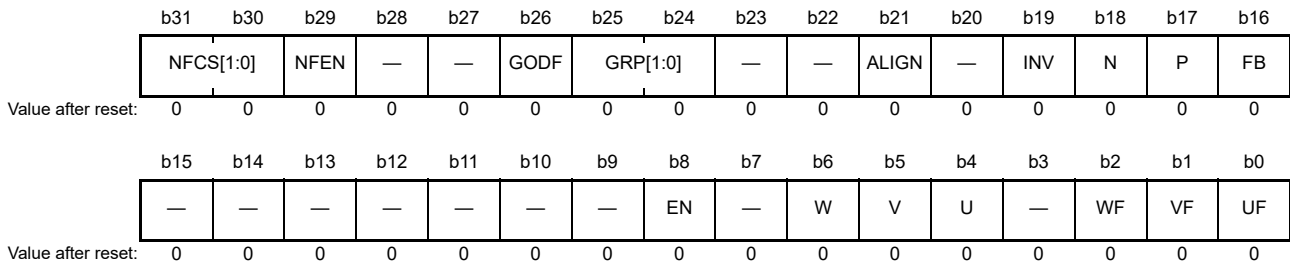 b31 b30 b29 b28 b27 b26 b25 b24 b23 b22 b21 b20 b19 b18 b17 b16
NFCS[1:0] NFEN — — GODF GRP[1:0] — — ALIGN — INV N P FB
Value after reset: 0 0 0 0 0 0 0 0 0 0 0 0 0 0 0 0
b15 b14 b13 b12 b11 b10 b9 b8 b7 b6 b5 b4 b3 b2 b1 b0
— — — — — — — EN — W V U — WF VF UF
Value after reset: 0 0 0 0 0 0 0 0 0 0 0 0 0 0 0 0